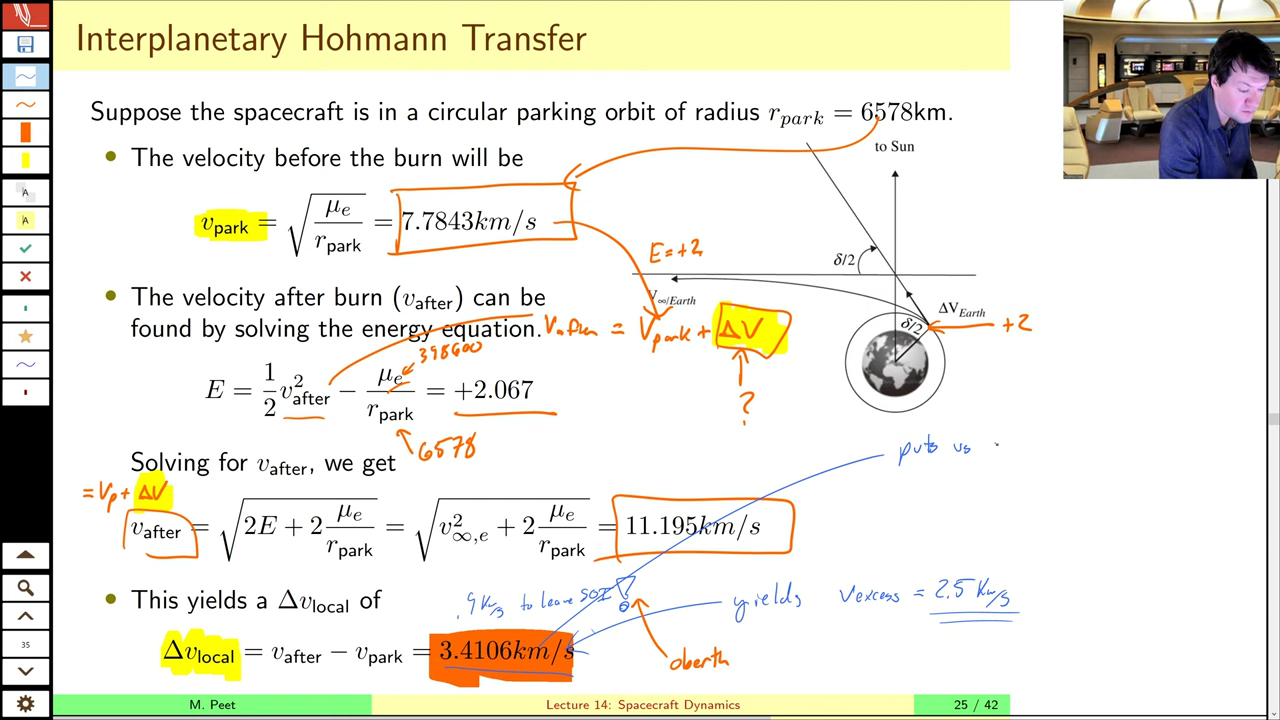 Interplanetary Hohmann Transfer
Suppose the spacecraft is in a circular parking orbit of radius r_park = 6578km.
• The velocity before the burn will be
v_park = √(μ_e / r_park) = 7.7843km/s
to Sun
δ/2
E=+2
V∞/Earth
ΔV_Earth
δ/2
+2
• The velocity after burn (v_after) can be
found by solving the energy equation.
V_after = V_park + ΔV
?
398600
E = 1/2 v²_after − μ_e / r_park = +2.067
6578
Solving for v_after, we get
= V_p + ΔV
v_after = √(2E + 2 μ_e / r_park) = √(v²_∞,e + 2 μ_e / r_park) = 11.195km/s
puts us
• This yields a Δv_local of
.9 km/s to leave SOI
yields
Vexcess = 2.5 Km/s
Δv_local = v_after − v_park = 3.4106km/s
oberth
M. Peet
Lecture 14: Spacecraft Dynamics
25 / 42
A
A
35